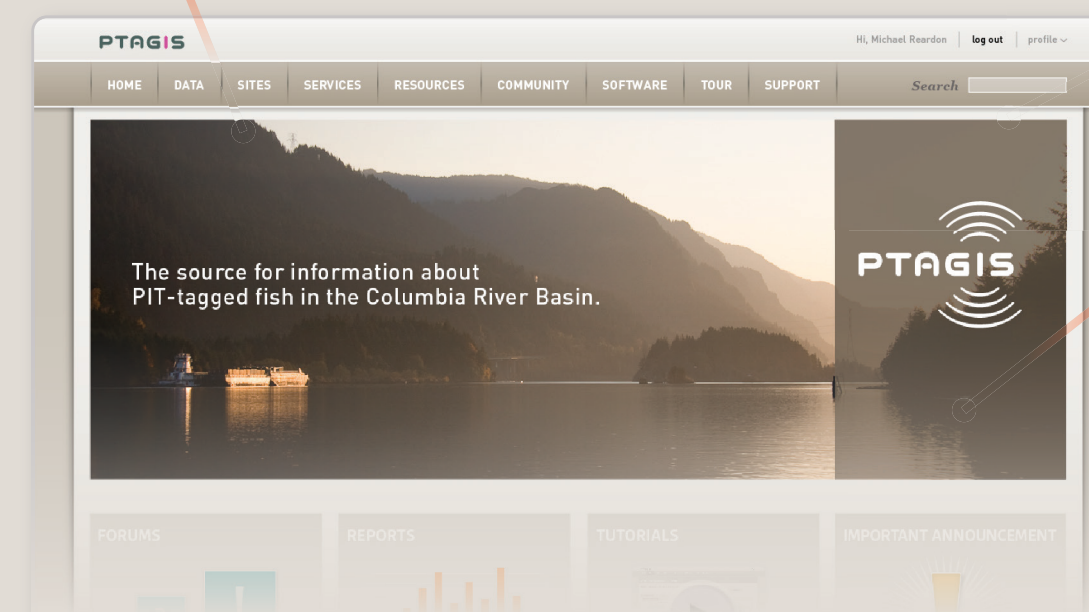 PTAGIS
Hi, Michael Reardon
log out
profile
HOME
DATA
SITES
SERVICES
RESOURCES
COMMUNITY
SOFTWARE
TOUR
SUPPORT
Search
The source for information about
PIT-tagged fish in the Columbia River Basin.
PTAGIS
FORUMS
REPORTS
TUTORIALS
IMPORTANT ANNOUNCEMENT